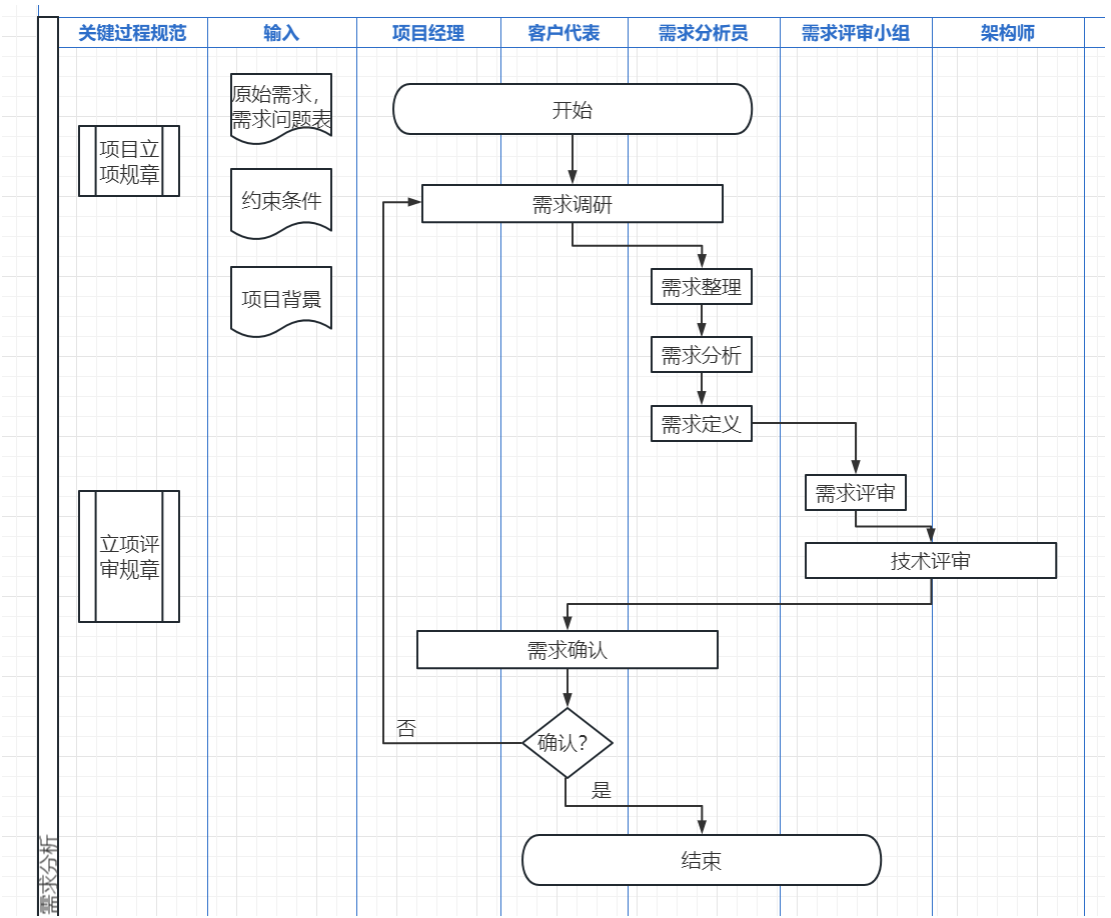 关键过程规范
输入
项目经理
客户代表
需求分析员
需求评审小组
架构师
原始需求，
需求问题表
开始
项目立
项规章
约束条件
需求调研
项目背景
需求整理
需求分析
需求定义
需求评审
立项评
审规章
技术评审
需求确认
否
确认？
是
结束
需求分析